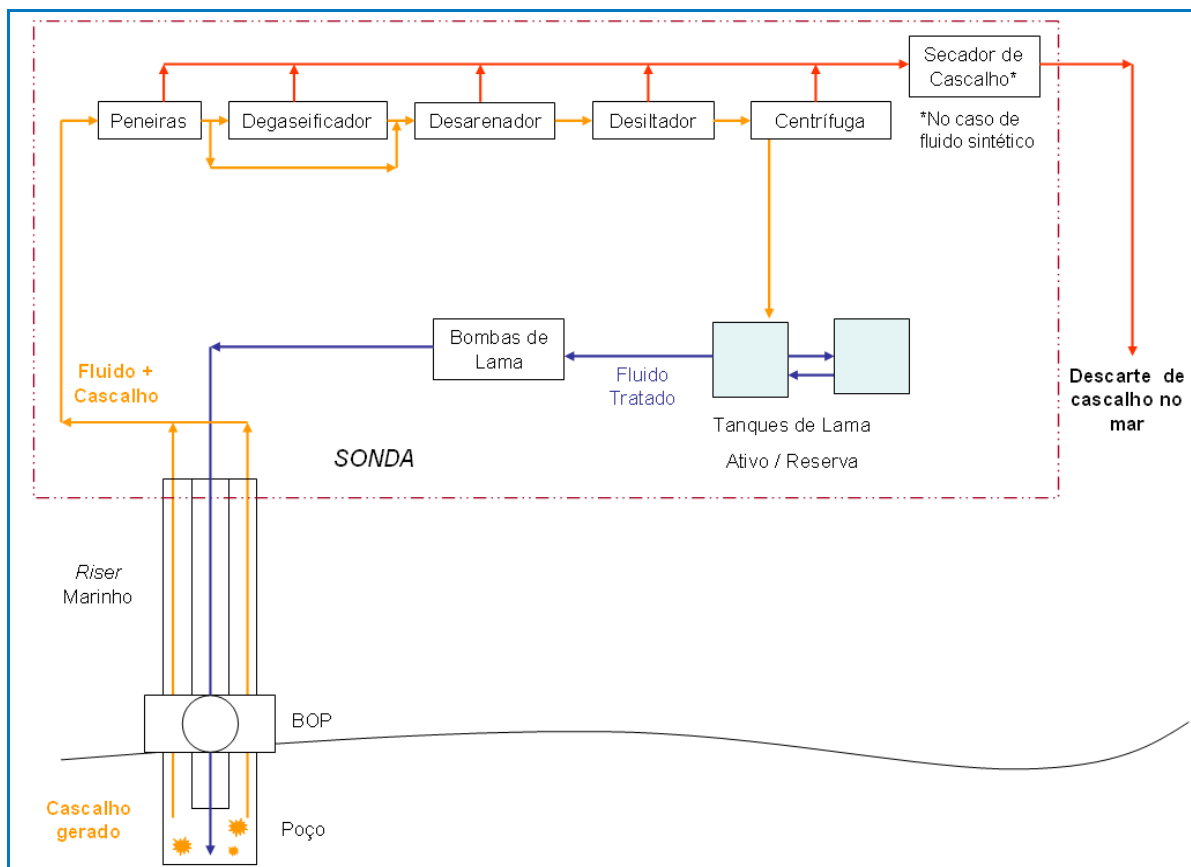 Secador de
Cascalho*
Peneiras
Degaseificador
Desarenador
Desiltador
Centrífuga
*No caso de
fluido sintético
Bombas de
Lama
Fluido
Tratado
Fluido +
Cascalho
Descarte de
cascalho no
mar
Tanques de Lama
Ativo / Reserva
SONDA
Riser
Marinho
BOP
Cascalho
gerado
Poço